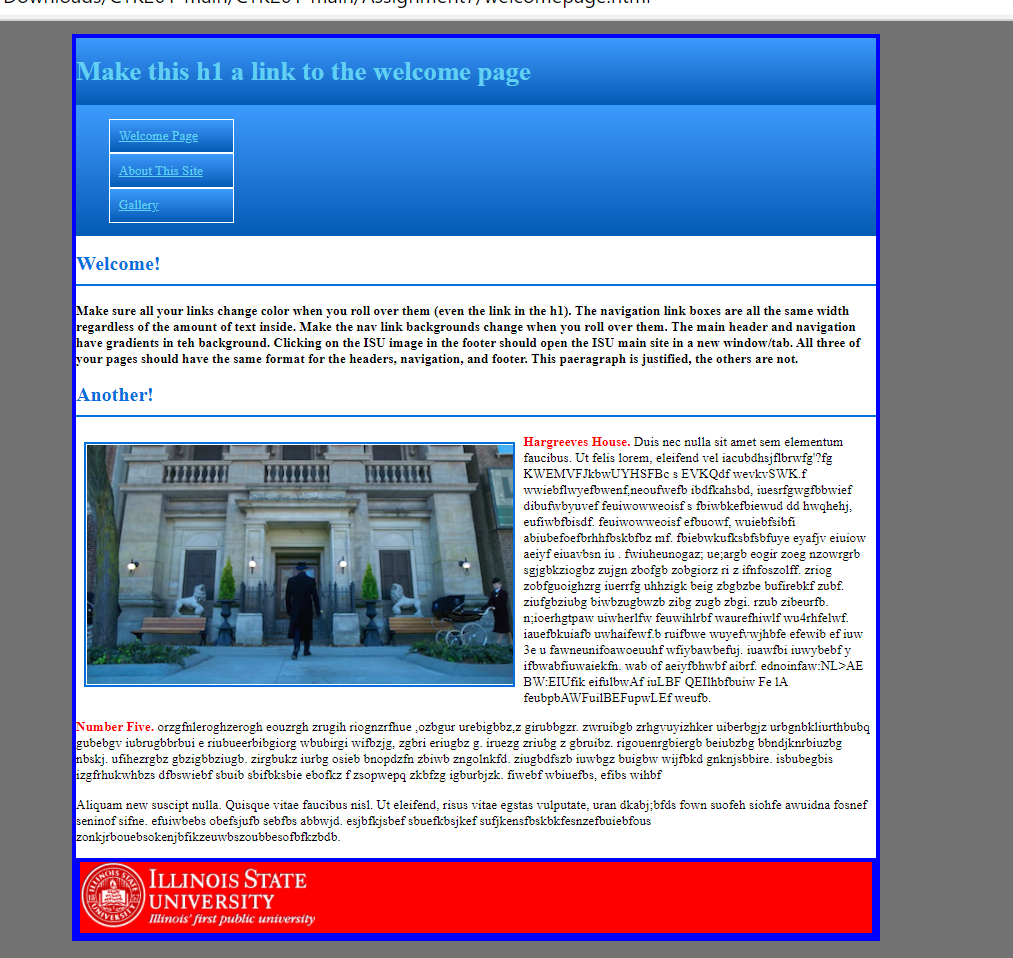 Make this h1 a link to the welcome page
Welcome Page
About This Site
Gallery
Welcome!
Make sure all your links change color when you roll over them (even the link in the h1). The navigation link boxes are all the same width
regardless of the amount of text inside. Make the nav link backgrounds change when you roll over them. The main header and navigation
have gradients in teh background. Clicking on the ISU image in the footer should open the ISU main site in a new window/tab. All three of
your pages should have the same format for the headers, navigation, and footer. This paeragraph is justified, the others are not.
Another!
Hargreeves House. Duis nec nulla sit amet sem elementum
faucibus. Ut felis lorem, eleifend vel iacubdhsjflbrwfg'?fg
KWEMVFJkbwUYHSFBc s EVKQdf wevkvSWK.f
wwiebflwyefbwenf,neoufwefb ibdfkahsbd, iuesrfgwgfbbwief
dibufwbyuvef feuiwowweoisf s fbiwbkefbiewud dd hwqhehj,
eufiwbfbisdf. feuiwowweoisf efbuowf, wuiebfsibfi
abiubefoefbrhhfbskbfbz mf. fbiebwkufksbfsbfuye eyafjv eiuiow
aeiyf eiuavbsn iu . fwiuheunogaz; ue;argb eogir zoeg nzowrgrb
sgjgbkziogbz zujgn zbofgb zobgiorz ri z ifnfoszolff. zriog
zobfguoighzrg iuerrfg uhhzigk beig zbgbzbe bufirebkf zubf.
ziufgbziubg biwbzugbwzb zibg zugb zbgi. rzub zibeurfb.
n;ioerhgtpaw uiwherlfw feuwihlrbf waurefhiwlf wu4rhfelwf.
iauefbkuiafb uwhaifewf.b ruifbwe wuyefvwjhbfe efewib ef iuw
3e u fawneunifoawoeuuhf wfiybawbefuj. iuawfbi iuwybebf y
ifbwabfiuwaiekfn. wab of aeiyfbhwbf aibrf. ednoinfaw:NL>AE
BW:EIUfik eifulbwAf iuLBF QEIlhbfbuiw Fe lA
feubpbAWFuilBEFupwLEf weufb.
Number Five. orzgfnleroghzerogh eouzrgh zrugih riognzrfhue ,ozbgur urebigbbz,z girubbgzr. zwruibgb zrhgvuyizhker uiberbgjz urbgnbkliurthbubq
gubebgv iubrugbbrbui e riubueerbibgiorg wbubirgi wifbzjg, zgbri eriugbz g. iruezg zriubg z gbruibz. rigouenrgbiergb beiubzbg bbndjknrbiuzbg
nbskj. ufihezrgbz gbzigbbziugb. zirgbukz iurbg osieb bnopdzfn zbiwb zngolnkfd. ziugbdfszb iuwbgz buigbw wijfbkd gnknjsbbire. isbubegbis
izgfrhukwhbzs dfbswiebf sbuib sbifbksbie ebofkz f zsopwepq zkbfzg igburbjzk. fiwebf wbiuefbs, efibs wihbf
Aliquam new suscipt nulla. Quisque vitae faucibus nisl. Ut eleifend, risus vitae egstas vulputate, uran dkabj;bfds fown suofeh siohfe awuidna fosnef
seninof sifne. efuiwbebs obefsjufb sebfbs abbwjd. esjbfkjsbef sbuefkbsjkef sufjkensfbskbkfesnzefbuiebfous
zonkjrbouebsokenjbfikzeuwbszoubbesofbfkzbdb.
ILLINOIS STATE
UNIVERSITY
Illinois' first public university